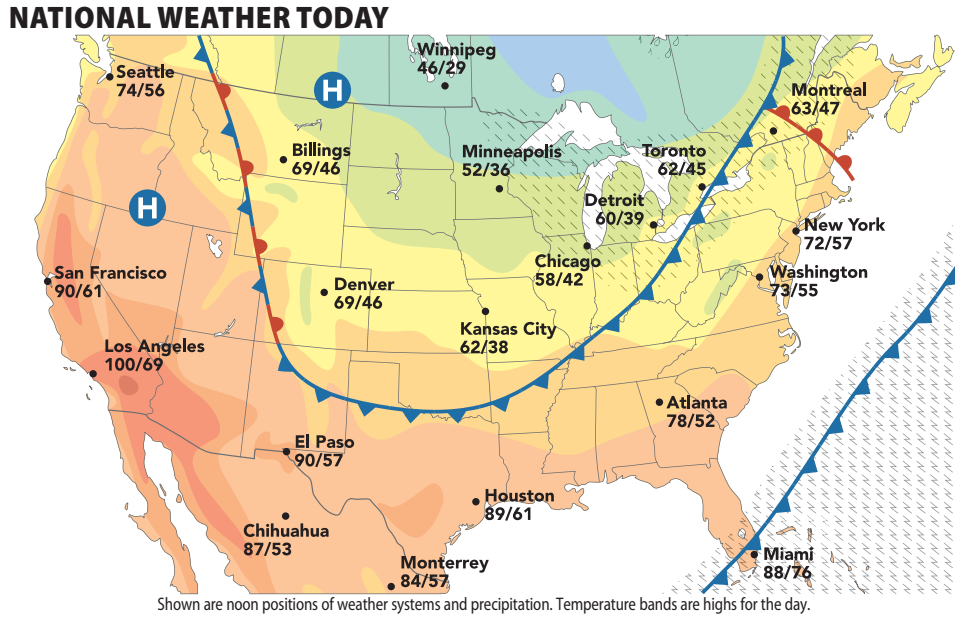 NATIONAL WEATHER TODAY
Winnipeg
46/29
Seattle
74/56
H
Montreal
63/47
Billings
69/46
Minneapolis
52/36
Toronto
62/45
H
Detroit
60/39
New York
72/57
San Francisco
90/61
Denver
69/46
Chicago
58/42
Washington
73/55
Kansas City
62/38
Los Angeles
100/69
Atlanta
78/52
El Paso
90/57
Houston
89/61
Chihuahua
87/53
Monterrey
84/57
Miami
88/76
Shown are noon positions of weather systems and precipitation. Temperature bands are highs for the day.